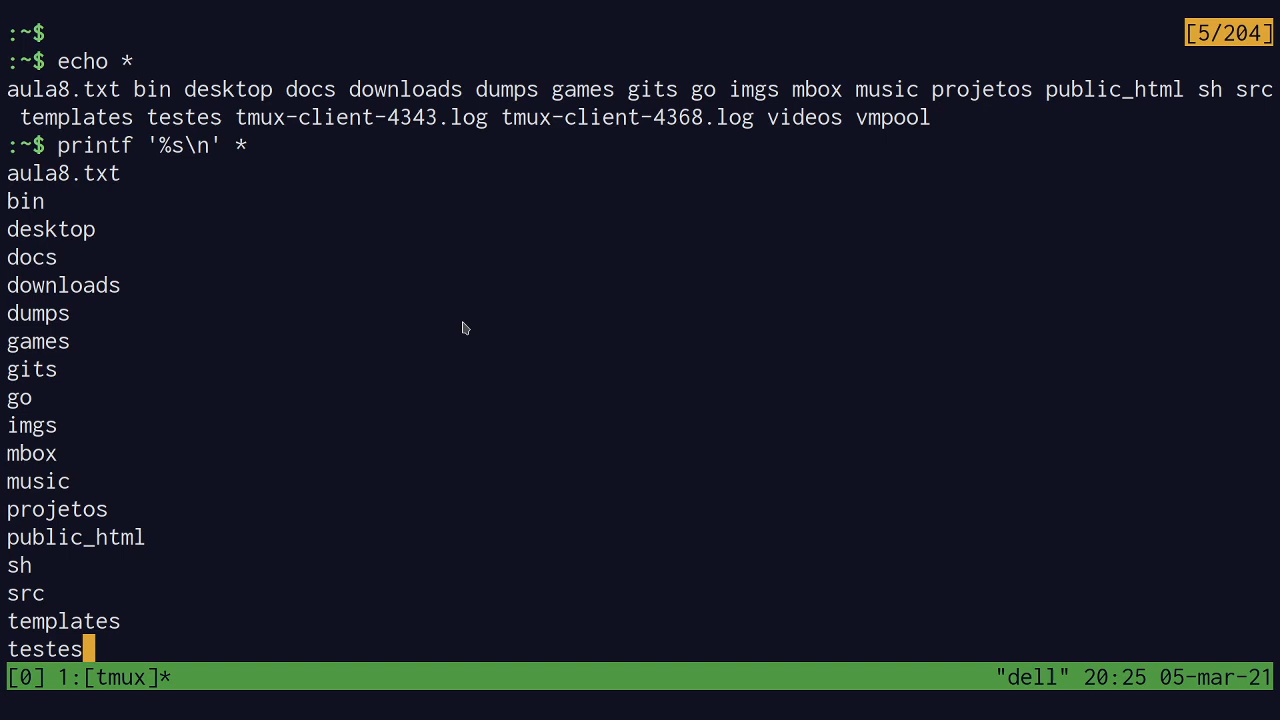 :~$ [5/204]
:~$ echo *
aula8.txt bin desktop docs downloads dumps games gits go imgs mbox music projetos public_html sh src
templates testes tmux-client-4343.log tmux-client-4368.log videos vmpool
:~$ printf '%s\n' *
aula8.txt
bin
desktop
docs
downloads
dumps
games
gits
go
imgs
mbox
music
projetos
public_html
sh
src
templates
testes
[0] 1:[tmux]* "dell" 20:25 05-mar-21